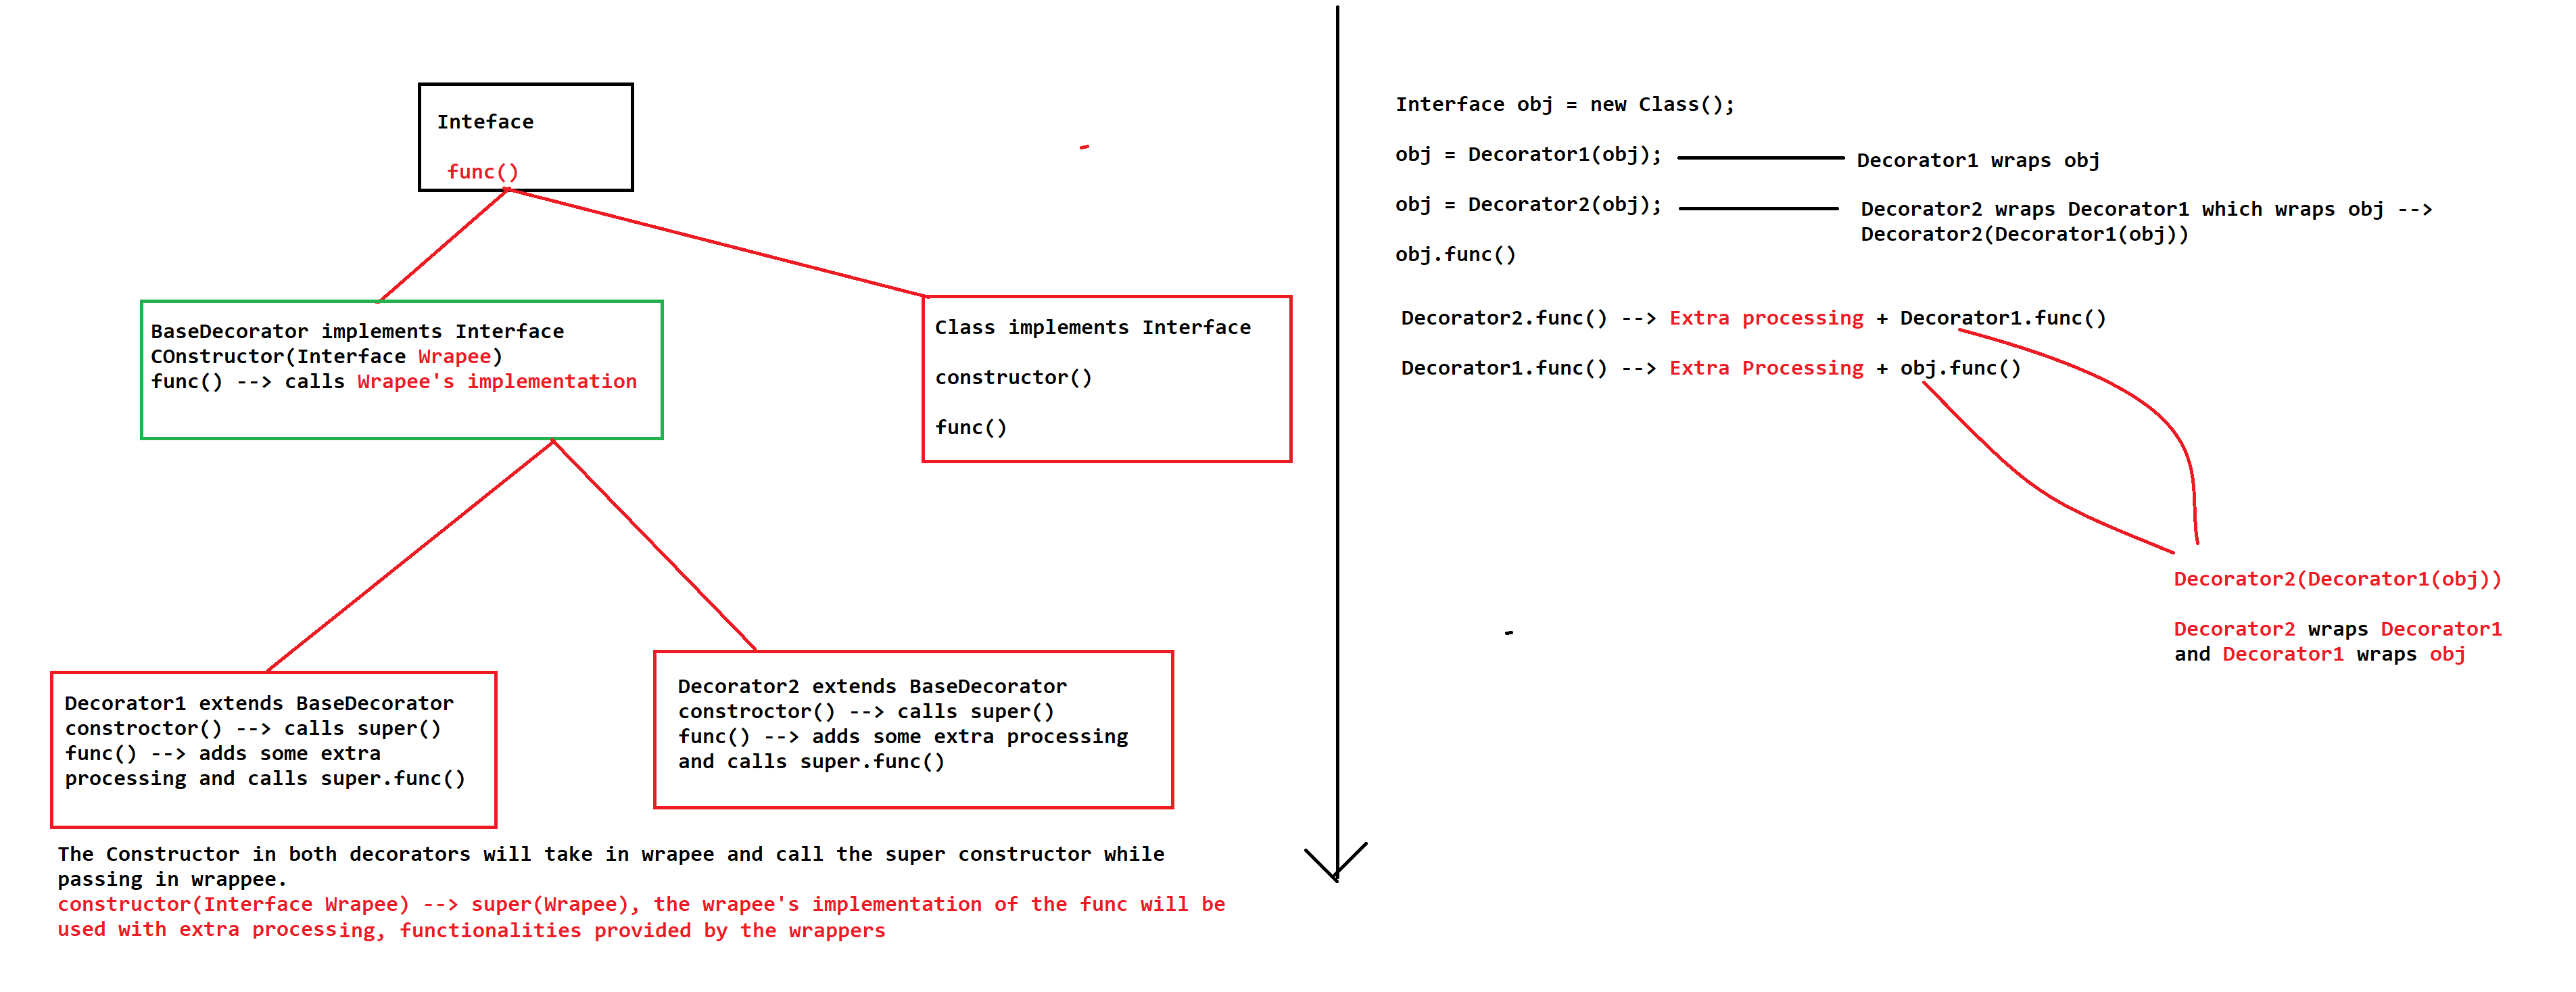 Inteface
func()
BaseDecorator implements Interface
COnstructor(Interface Wrapee)
func() --> calls Wrapee's implementation
Class implements Interface
constructor()
func()
Decorator1 extends BaseDecorator
constroctor() --> calls super()
func() --> adds some extra
processing and calls super.func()
Decorator2 extends BaseDecorator
constroctor() --> calls super()
func() --> adds some extra processing
and calls super.func()
The Constructor in both decorators will take in wrapee and call the super constructor while
passing in wrappee.
constructor(Interface Wrapee) --> super(Wrapee), the wrapee's implementation of the func will be
used with extra processing, functionalities provided by the wrappers
Interface obj = new Class();
obj = Decorator1(obj);
Decorator1 wraps obj
obj = Decorator2(obj);
Decorator2 wraps Decorator1 which wraps obj -->
Decorator2(Decorator1(obj))
obj.func()
Decorator2.func() --> Extra processing + Decorator1.func()
Decorator1.func() --> Extra Processing + obj.func()
Decorator2(Decorator1(obj))
Decorator2 wraps Decorator1
and Decorator1 wraps obj